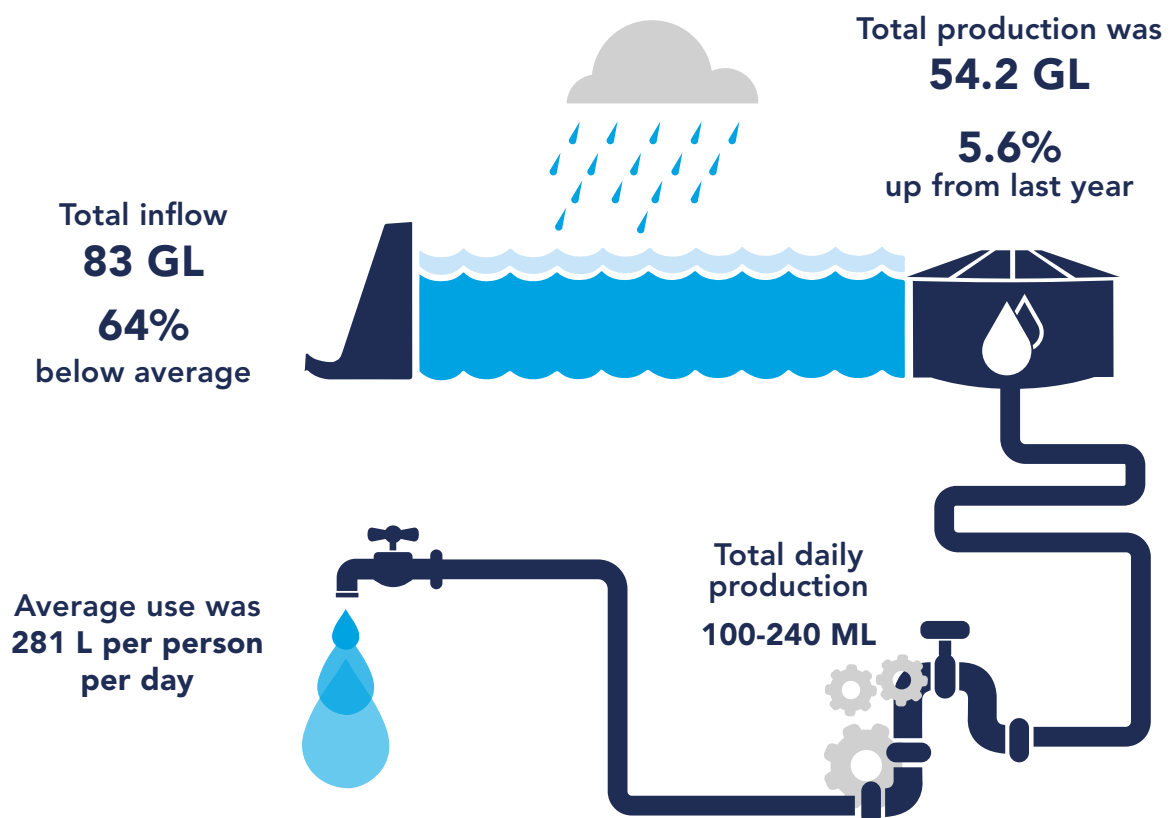 Total production was
54.2 GL
5.6%
up from last year
Total inflow
83 GL
64%
below average
Total daily
production
100-240 ML
Average use was
281 L per person
per day